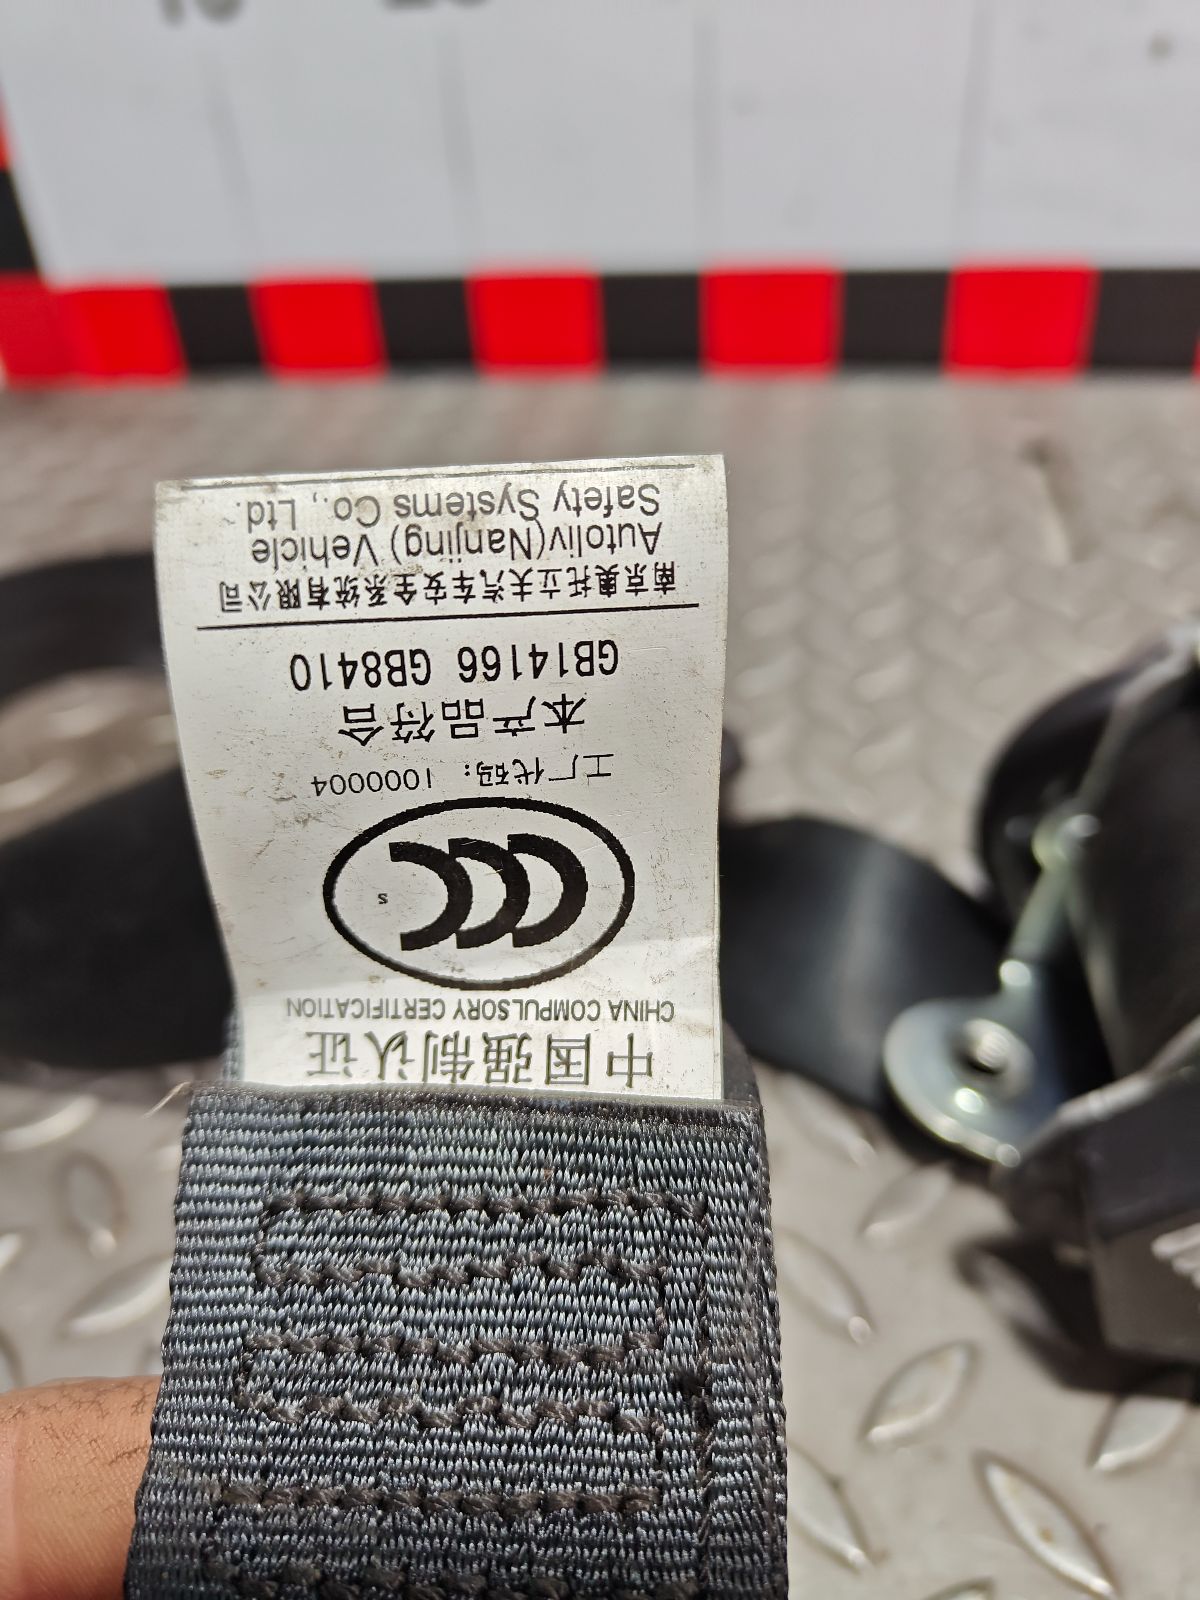 中国强制认证
CHINA COMPULSORY CERTIFICATION
CCC
S
工厂代码：1000004
本产品符合
GB14166 GB8410
南京奥托立夫汽车安全系统有限公司
Autoliv(Nanjing) Vehicle
Safety Systems Co., Ltd.